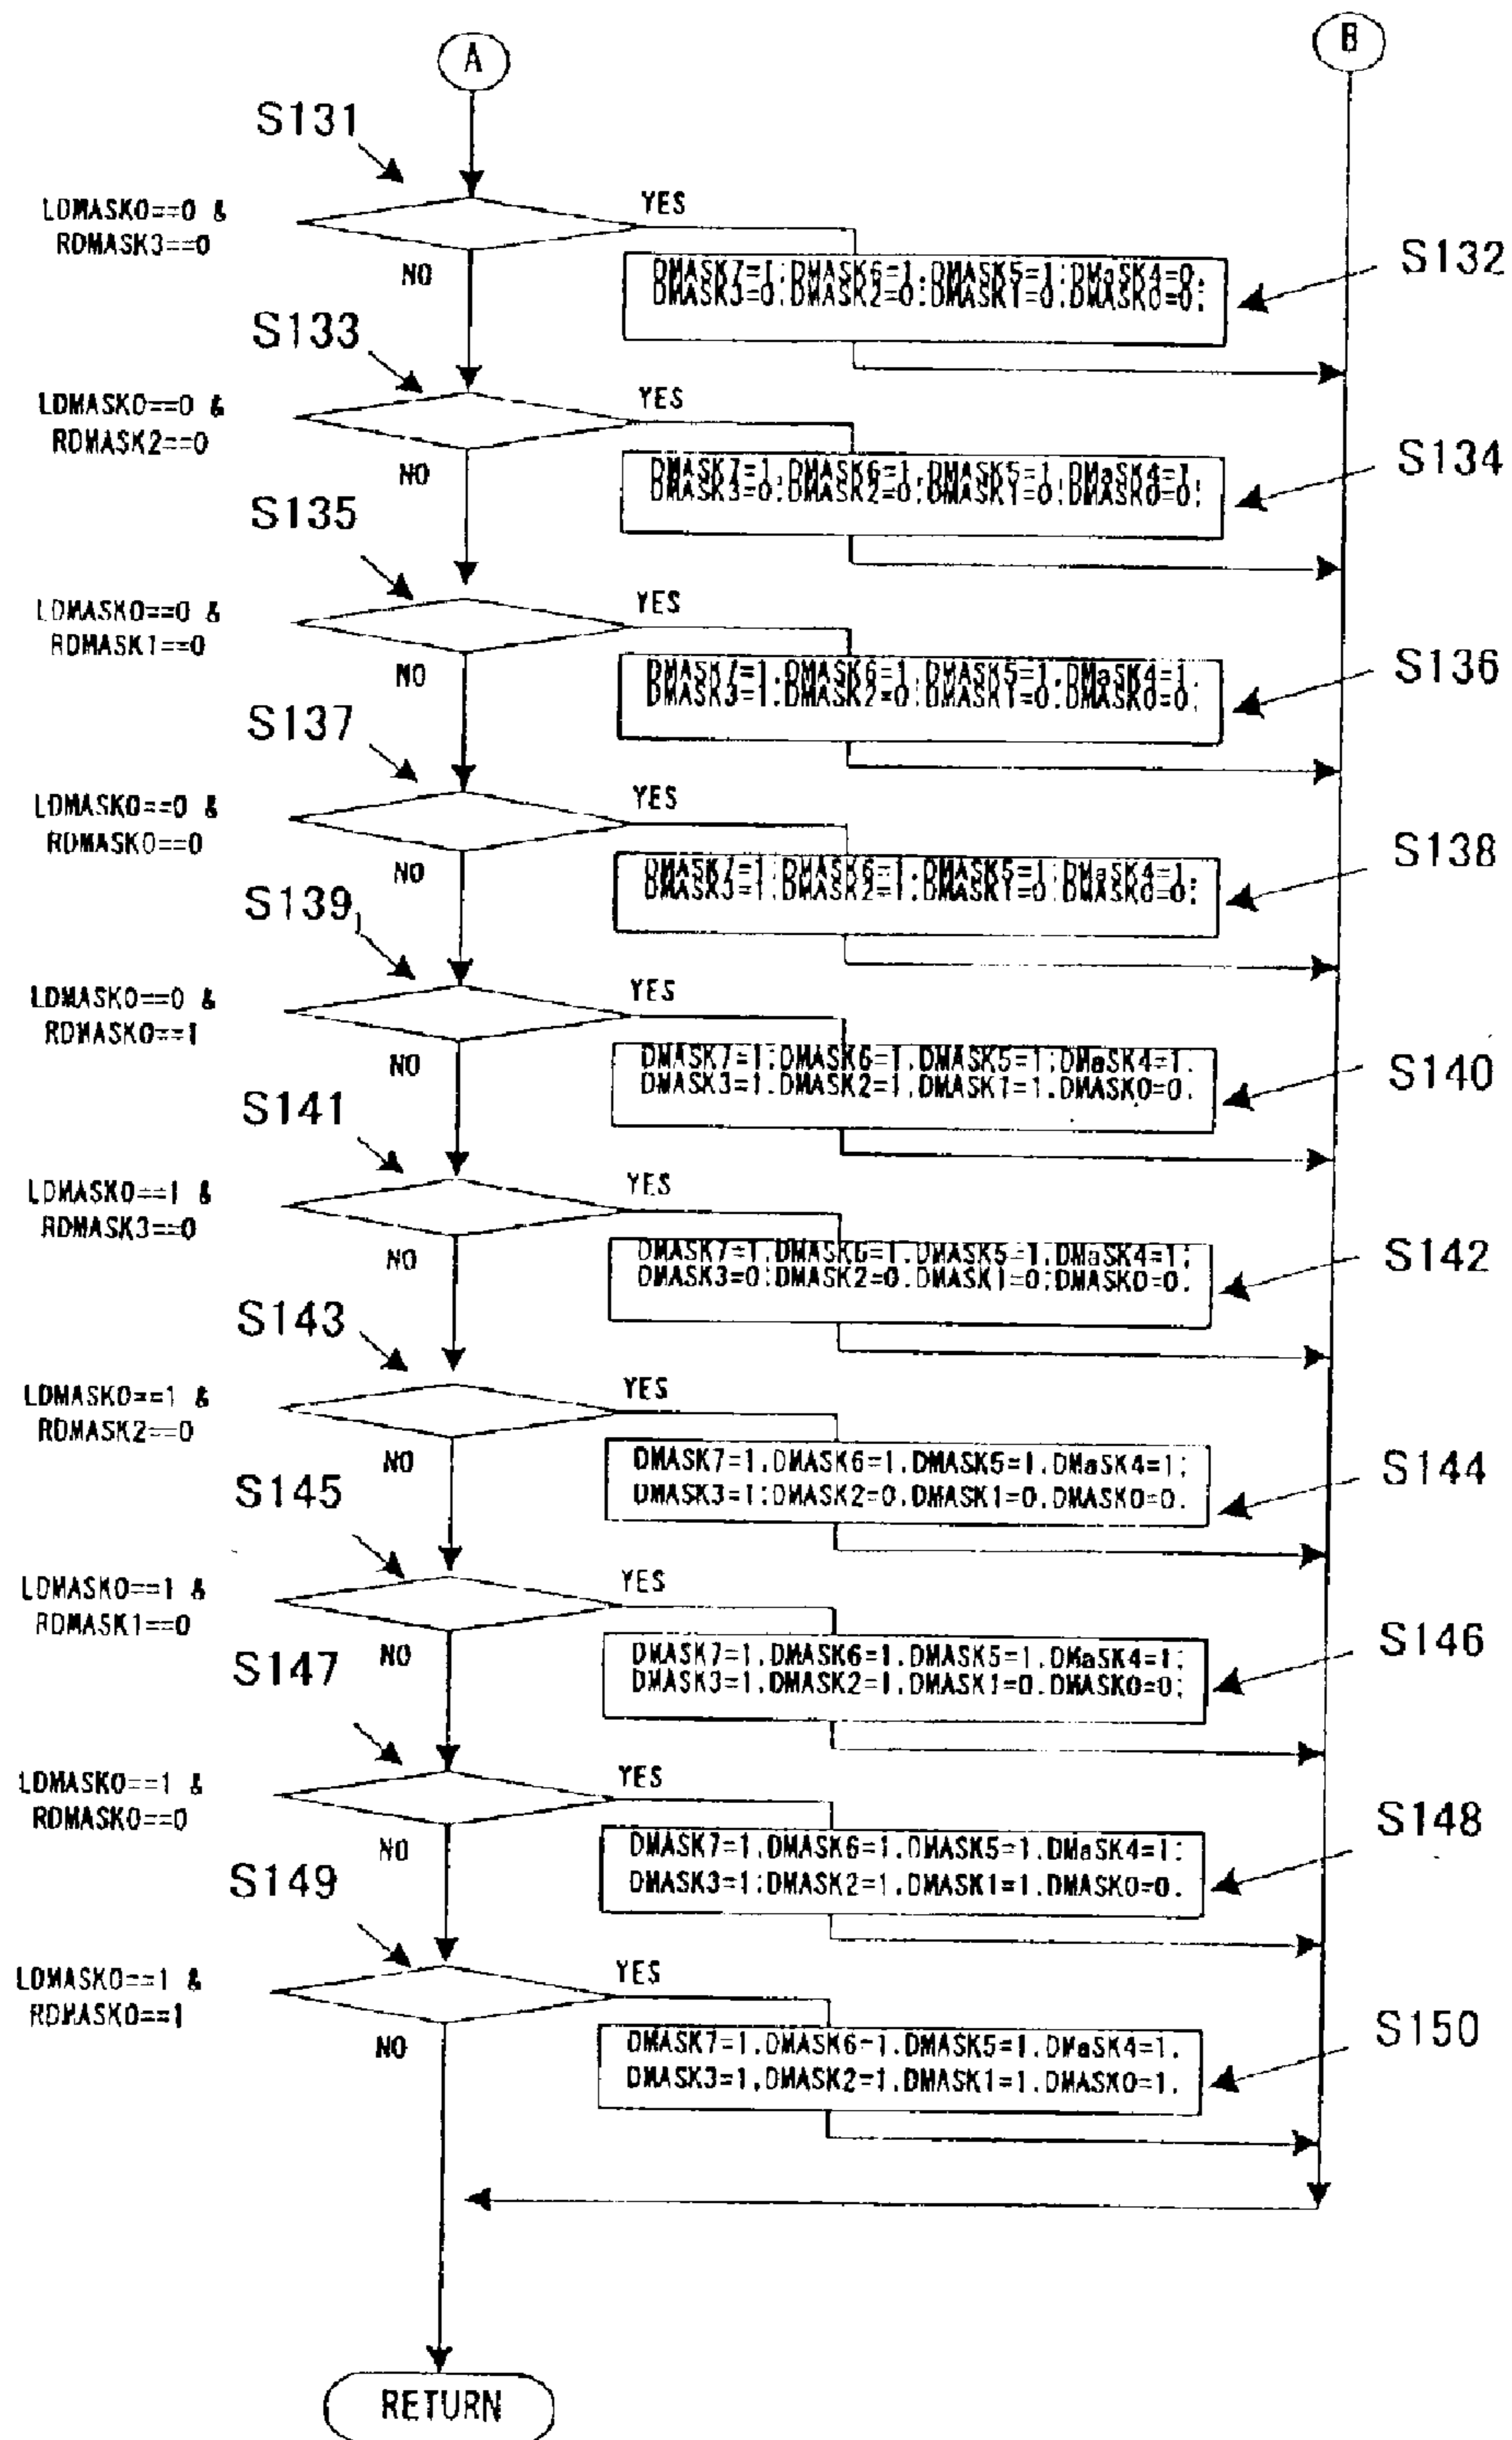 A
B
S131
LDMASK0==0 &
RDMASK3==0
YES
NO
DMASK7=1.DMASK6=1.DMASK5=1;DMaSK4=0.
DMASK3=0.DMASK2=0:DMASK1=0.DMASK0=0:
S132
S133
LDMASK0==0 &
RDMASK2==0
YES
NO
DMASK7=1.DMASK6=1.DMASK5=1.DMaSK4=1.
DMASK3=0.DMASK2=0.DMASK1=0:DMASK0=0:
S134
S135
LDMASK0==0 &
RDMASK1==0
YES
NO
DMASK7=1.DMASK6=1.DMASK5=1.DMaSK4=1.
DMASK3=1.DMASK2=0:DMASK1=0.DMASK0=0:
S136
S137
LDMASK0==0 &
RDMASK0==0
YES
NO
DMASK7=1:DMASK6=1:DMASK5=1:DMaSK4=1.
DMASK3=1.DMASK2=1:DMASK1=0.DMASK0=0:
S138
S139
LDMASK0==0 &
RDMASK0==1
YES
NO
DMASK7=1;DMASK6=1.DMASK5=1;DMaSK4=1.
DMASK3=1.DMASK2=1.DMASK1=1.DMASK0=0.
S140
S141
LDMASK0==1 &
RDMASK3==0
YES
NO
DMASK7=1.DMASK6=1.DMASK5=1.DMaSK4=1;
DMASK3=0:DMASK2=0.DMASK1=0;DMASK0=0.
S142
S143
LDMASK0==1 &
RDMASK2==0
YES
NO
DMASK7=1.DMASK6=1.DMASK5=1.DMaSK4=1;
DMASK3=1:DMASK2=0.DMASK1=0.DMASK0=0.
S144
S145
LDMASK0==1 &
RDMASK1==0
YES
NO
DMASK7=1.DMASK6=1.DMASK5=1.DMaSK4=1;
DMASK3=1.DMASK2=1.DMASK1=0.DMASK0=0;
S146
S147
LDMASK0==1 &
RDMASK0==0
YES
NO
DMASK7=1.DMASK6=1.DMASK5=1.DMaSK4=1:
DMASK3=1:DMASK2=1.DMASK1=1.DMASK0=0.
S148
S149
LDMASK0==1 &
RDMASK0==1
YES
NO
DMASK7=1.DMASK6=1.DMASK5=1.DMaSK4=1.
DMASK3=1.DMASK2=1.DMASK1=1.DMASK0=1.
S150
RETURN